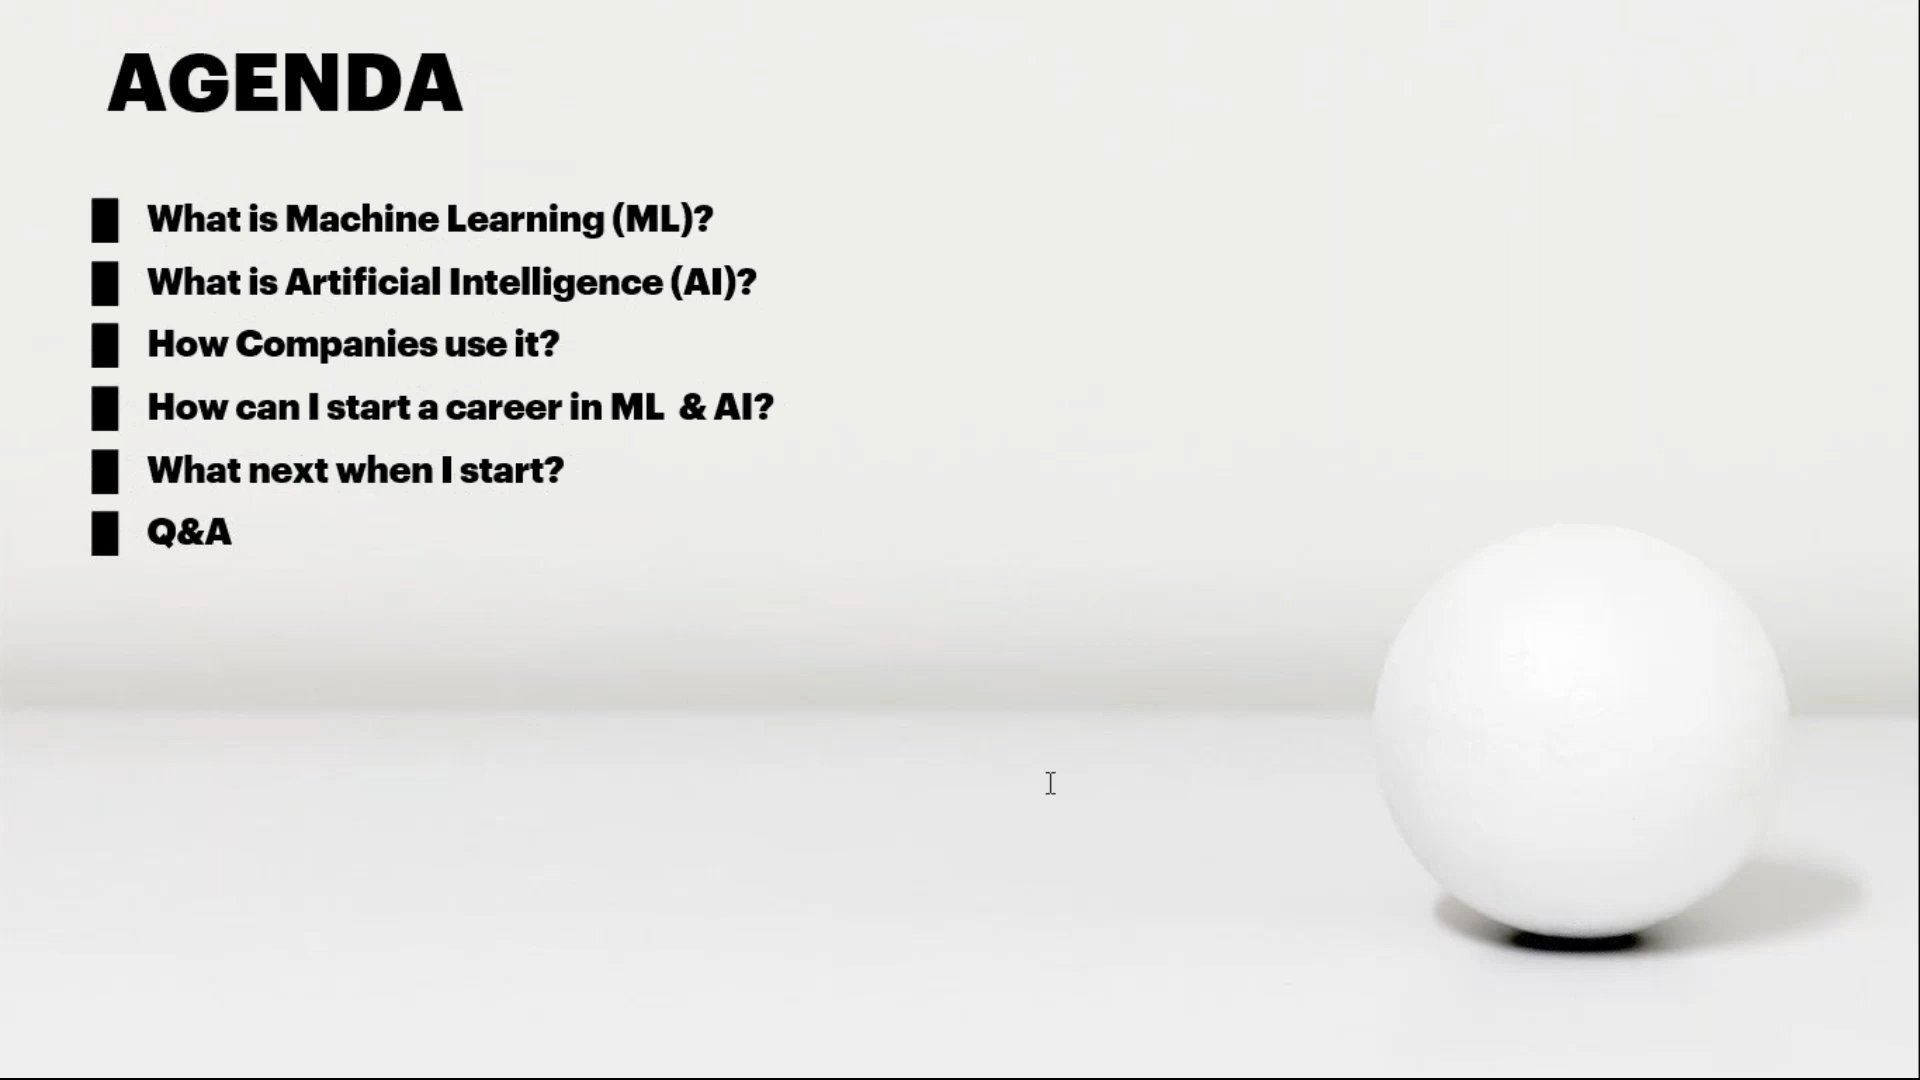 AGENDA
What is Machine Learning (ML)?
What is Artificial Intelligence (AI)?
How Companies use it?
How can I start a career in ML  & AI?
What next when I start?
Q&A